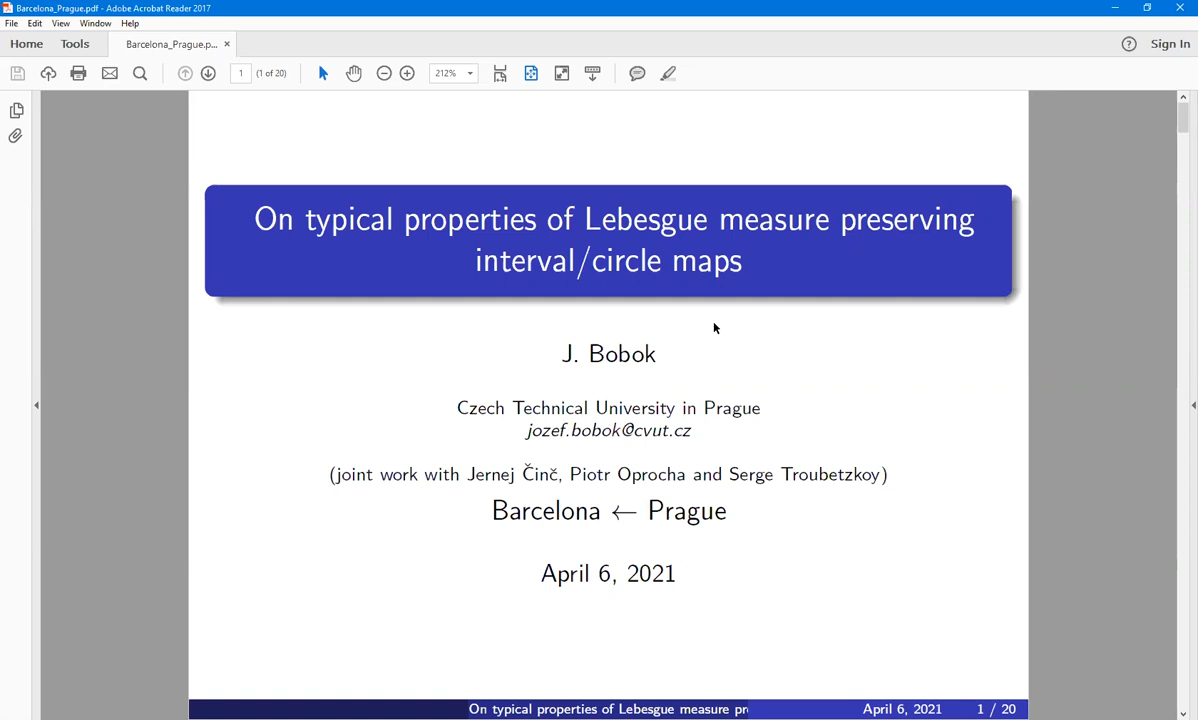 Barcelona_Prague.pdf - Adobe Acrobat Reader 2017
File Edit View Window Help
Home Tools Barcelona_Prague.p... × Sign In
1 (1 of 20) 212%
On typical properties of Lebesgue measure preserving
interval/circle maps
J. Bobok
Czech Technical University in Prague
jozef.bobok@cvut.cz
(joint work with Jernej Činč, Piotr Oprocha and Serge Troubetzkoy)
Barcelona ← Prague
April 6, 2021
On typical properties of Lebesgue measure pr April 6, 2021 1 / 20